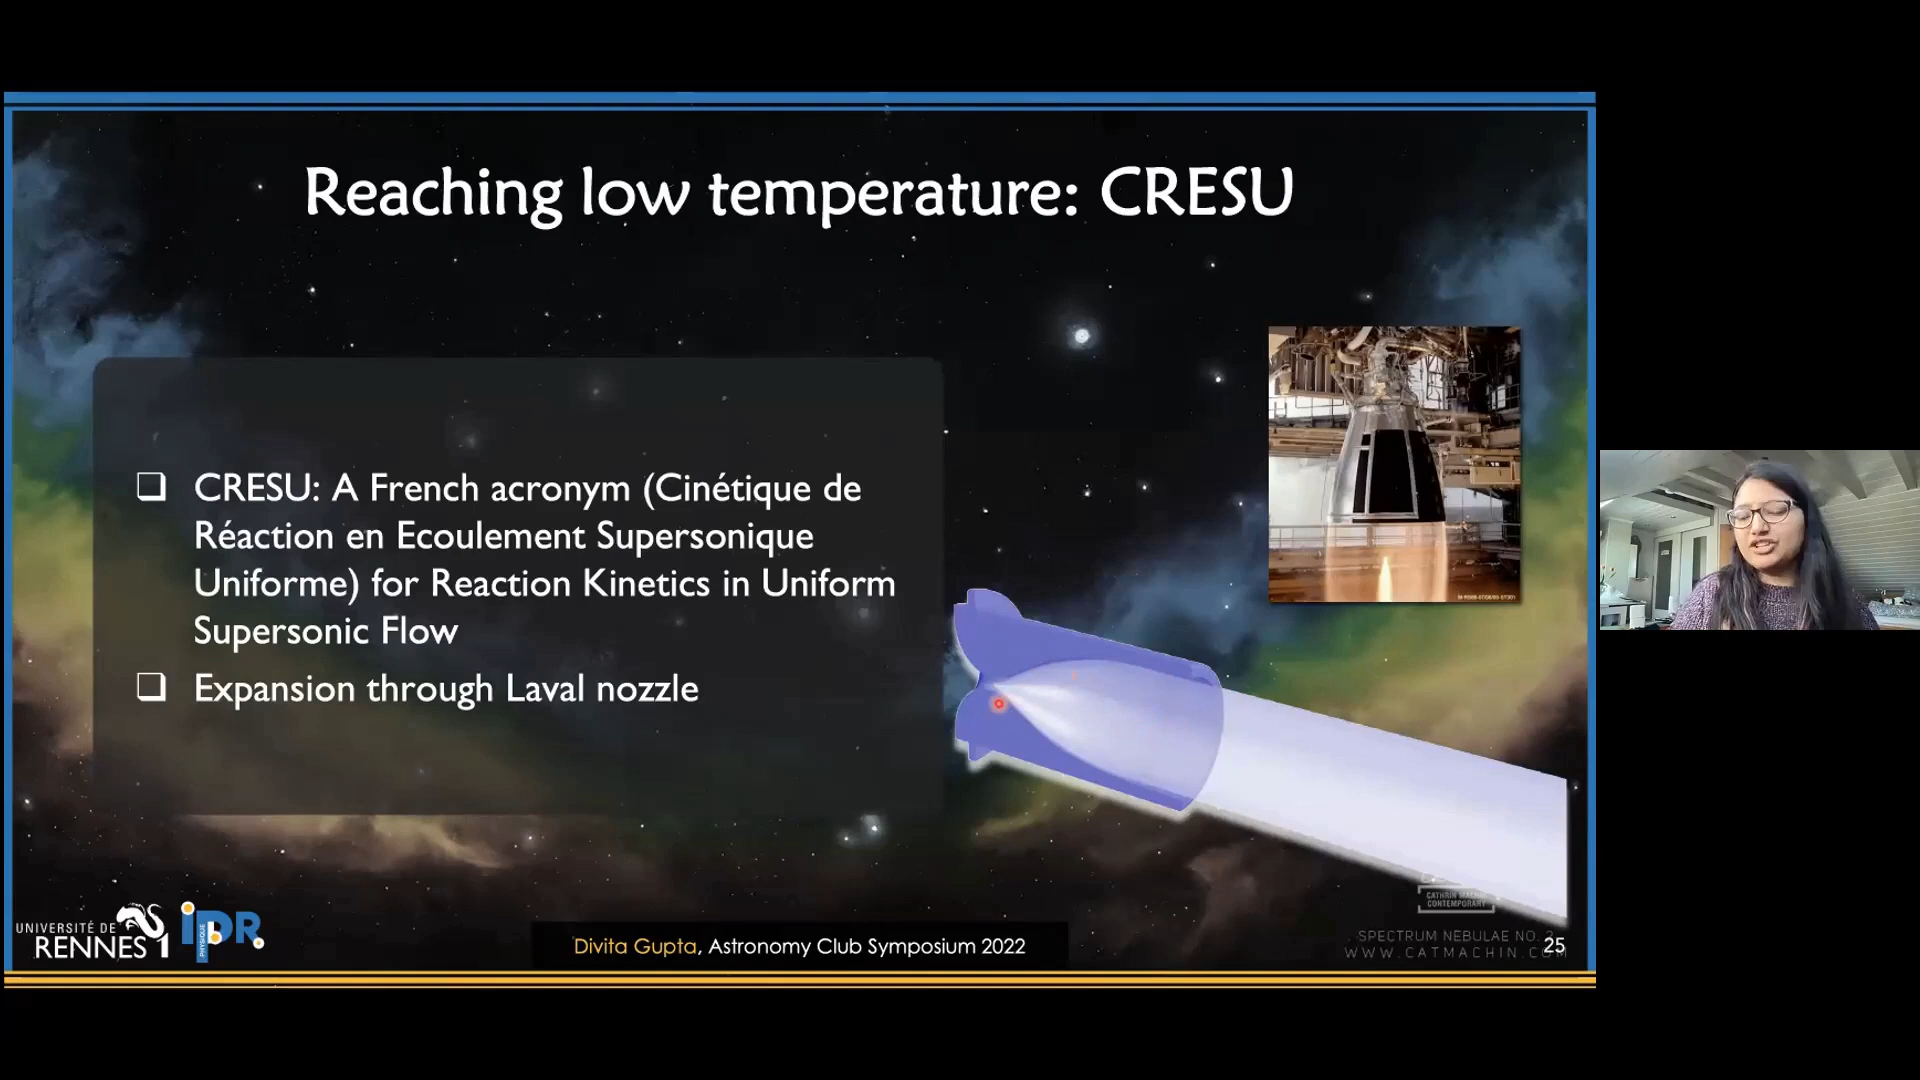 Reaching low temperature: CRESU
❑ CRESU: A French acronym (Cinétique de
Réaction en Ecoulement Supersonique
Uniforme) for Reaction Kinetics in Uniform
Supersonic Flow
❑ Expansion through Laval nozzle
UNIVERSITÉ DE
RENNES 1
iPR
PHYSIQUE
Divita Gupta, Astronomy Club Symposium 2022
CONTEMPORARY
SPECTRUM NEBULAE NO.
WWW.CATMACHIN.COM
25